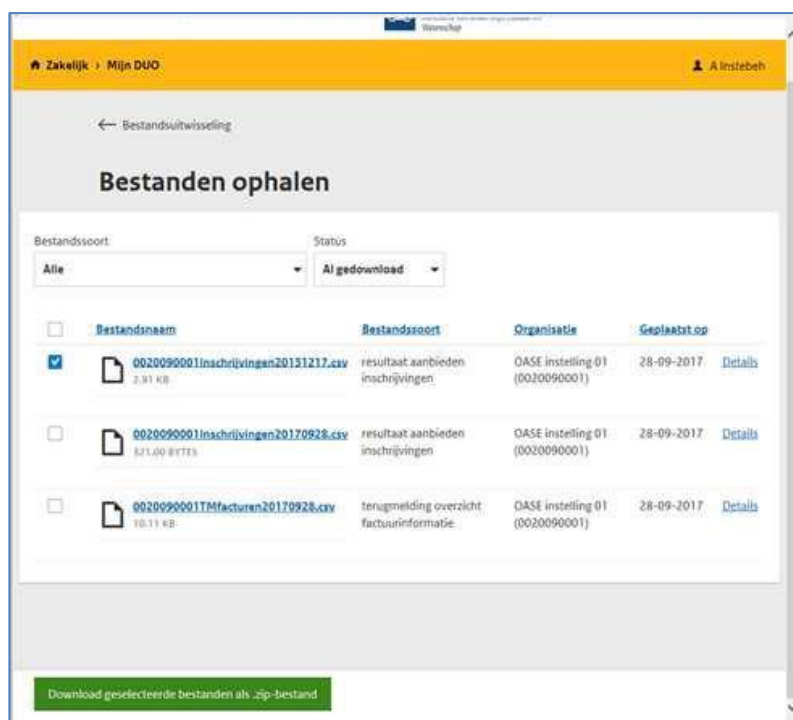 Wetenschap
Zakelijk › Mijn DUO
A Instebeh
← Bestandsuitwisseling
Bestanden ophalen
Bestandssoort Status
Alle Al gedownload
Bestandsnaam Bestandssoort Organisatie Geplaatst op
0020090001Inschrijvingen20151217.csv resultaat aanbieden OASE instelling 01 28-09-2017 Details
2.91 KB inschrijvingen (0020090001)
0020090001Inschrijvingen20170928.csv resultaat aanbieden OASE instelling 01 28-09-2017 Details
321.00 BYTES inschrijvingen (0020090001)
0020090001TMfacturen20170928.csv terugmelding overzicht OASE instelling 01 28-09-2017 Details
10.11 KB factuurinformatie (0020090001)
Download geselecteerde bestanden als .zip-bestand